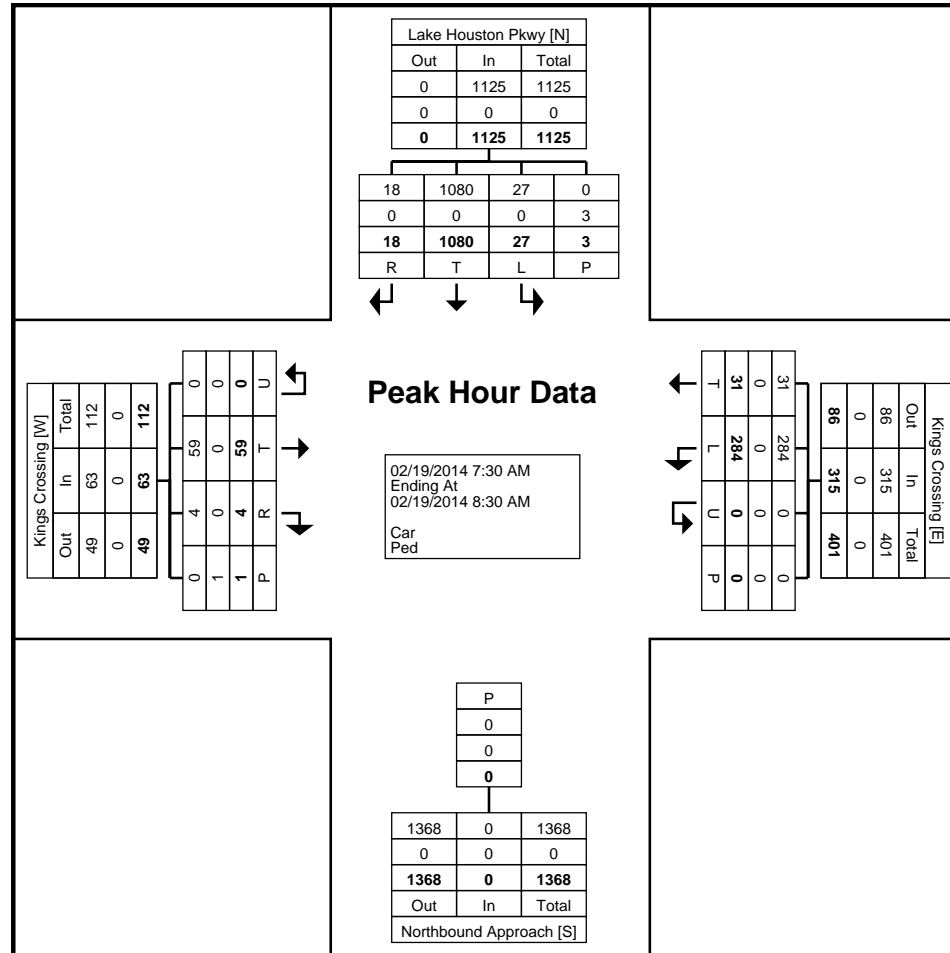 Lake Houston Pkwy [N]
Out In Total
0 1125 1125
0 0 0
0 1125 1125
18 1080 27 0
0 0 0 3
18 1080 27 3
R T L P
Peak Hour Data
02/19/2014 7:30 AM
Ending At
02/19/2014 8:30 AM
Car
Ped
Kings Crossing [W]
Total In Out
112 63 49
0 0 0
112 63 49
0 59 4 0
0 0 0 1
0 59 4 1
U T R P
Kings Crossing [E]
Out In Total
86 315 401
0 0 0
86 315 401
31 284 0 0
0 0 0 0
31 284 0 0
T L U P
P
0
0
0
1368 0 1368
0 0 0
1368 0 1368
Out In Total
Northbound Approach [S]